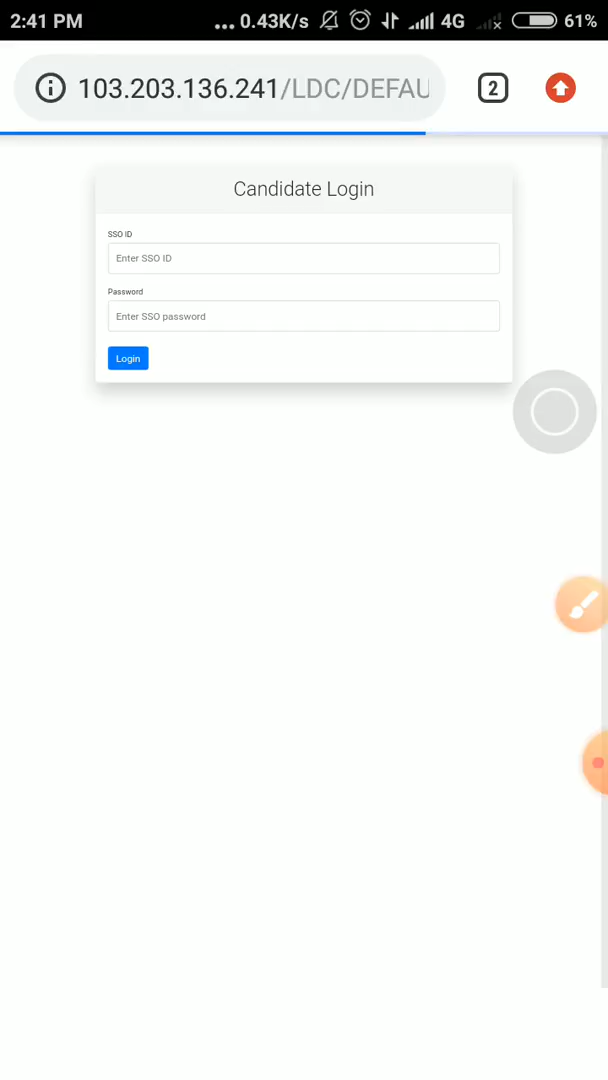 2:41 PM ... 0.43K/s 4G 61%
103.203.136.241/LDC/DEFAU
2
Candidate Login
SSO ID
Enter SSO ID
Password
Enter SSO password
Login